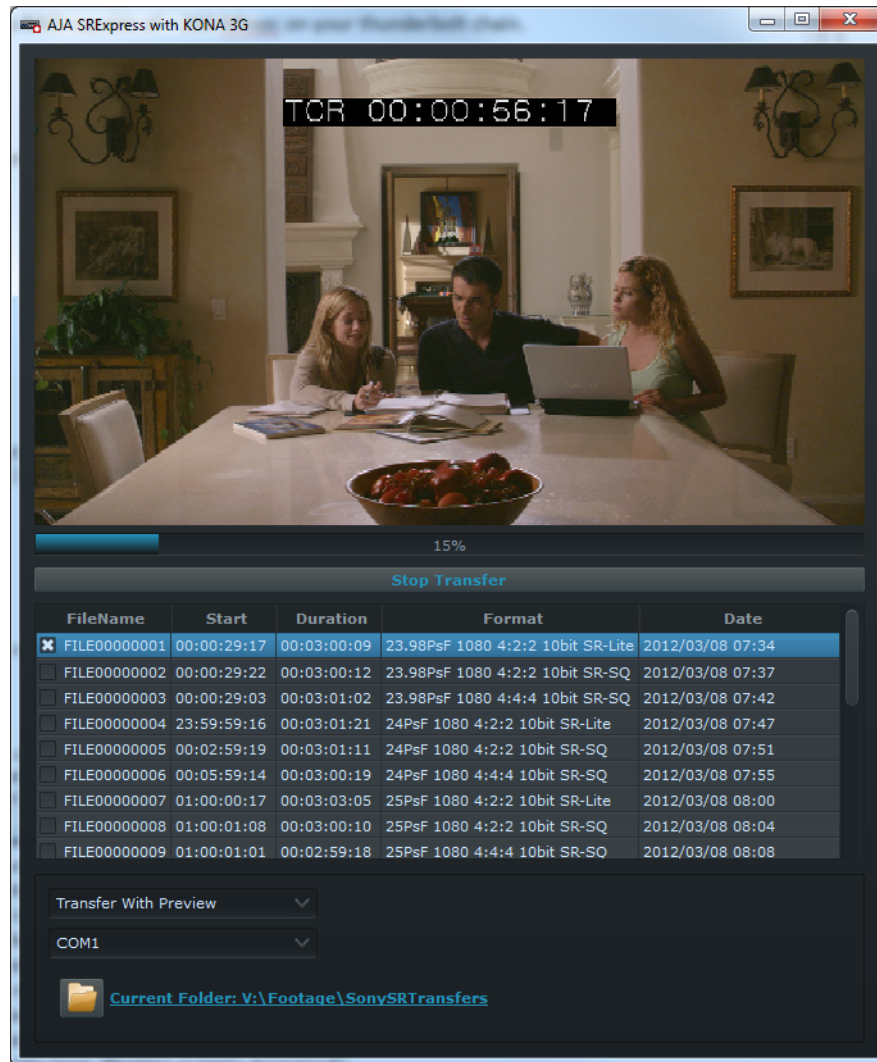 AJA SRExpress with KONA 3G on your thunderbolt chain.
TCR 00:00:56:17
15%
Stop Transfer
FileName Start Duration Format Date
FILE00000001 00:00:29:17 00:03:00:09 23.98PsF 1080 4:2:2 10bit SR-Lite 2012/03/08 07:34
FILE00000002 00:00:29:22 00:03:00:12 23.98PsF 1080 4:2:2 10bit SR-SQ 2012/03/08 07:37
FILE00000003 00:00:29:03 00:03:01:02 23.98PsF 1080 4:4:4 10bit SR-SQ 2012/03/08 07:42
FILE00000004 23:59:59:16 00:03:01:21 24PsF 1080 4:2:2 10bit SR-Lite 2012/03/08 07:47
FILE00000005 00:02:59:19 00:03:01:11 24PsF 1080 4:2:2 10bit SR-SQ 2012/03/08 07:51
FILE00000006 00:05:59:14 00:03:00:19 24PsF 1080 4:4:4 10bit SR-SQ 2012/03/08 07:55
FILE00000007 01:00:00:17 00:03:03:05 25PsF 1080 4:2:2 10bit SR-Lite 2012/03/08 08:00
FILE00000008 01:00:01:08 00:03:00:10 25PsF 1080 4:2:2 10bit SR-SQ 2012/03/08 08:04
FILE00000009 01:00:01:01 00:02:59:18 25PsF 1080 4:4:4 10bit SR-SQ 2012/03/08 08:08
Transfer With Preview
COM1
Current Folder: V:\Footage\SonySRTransfers